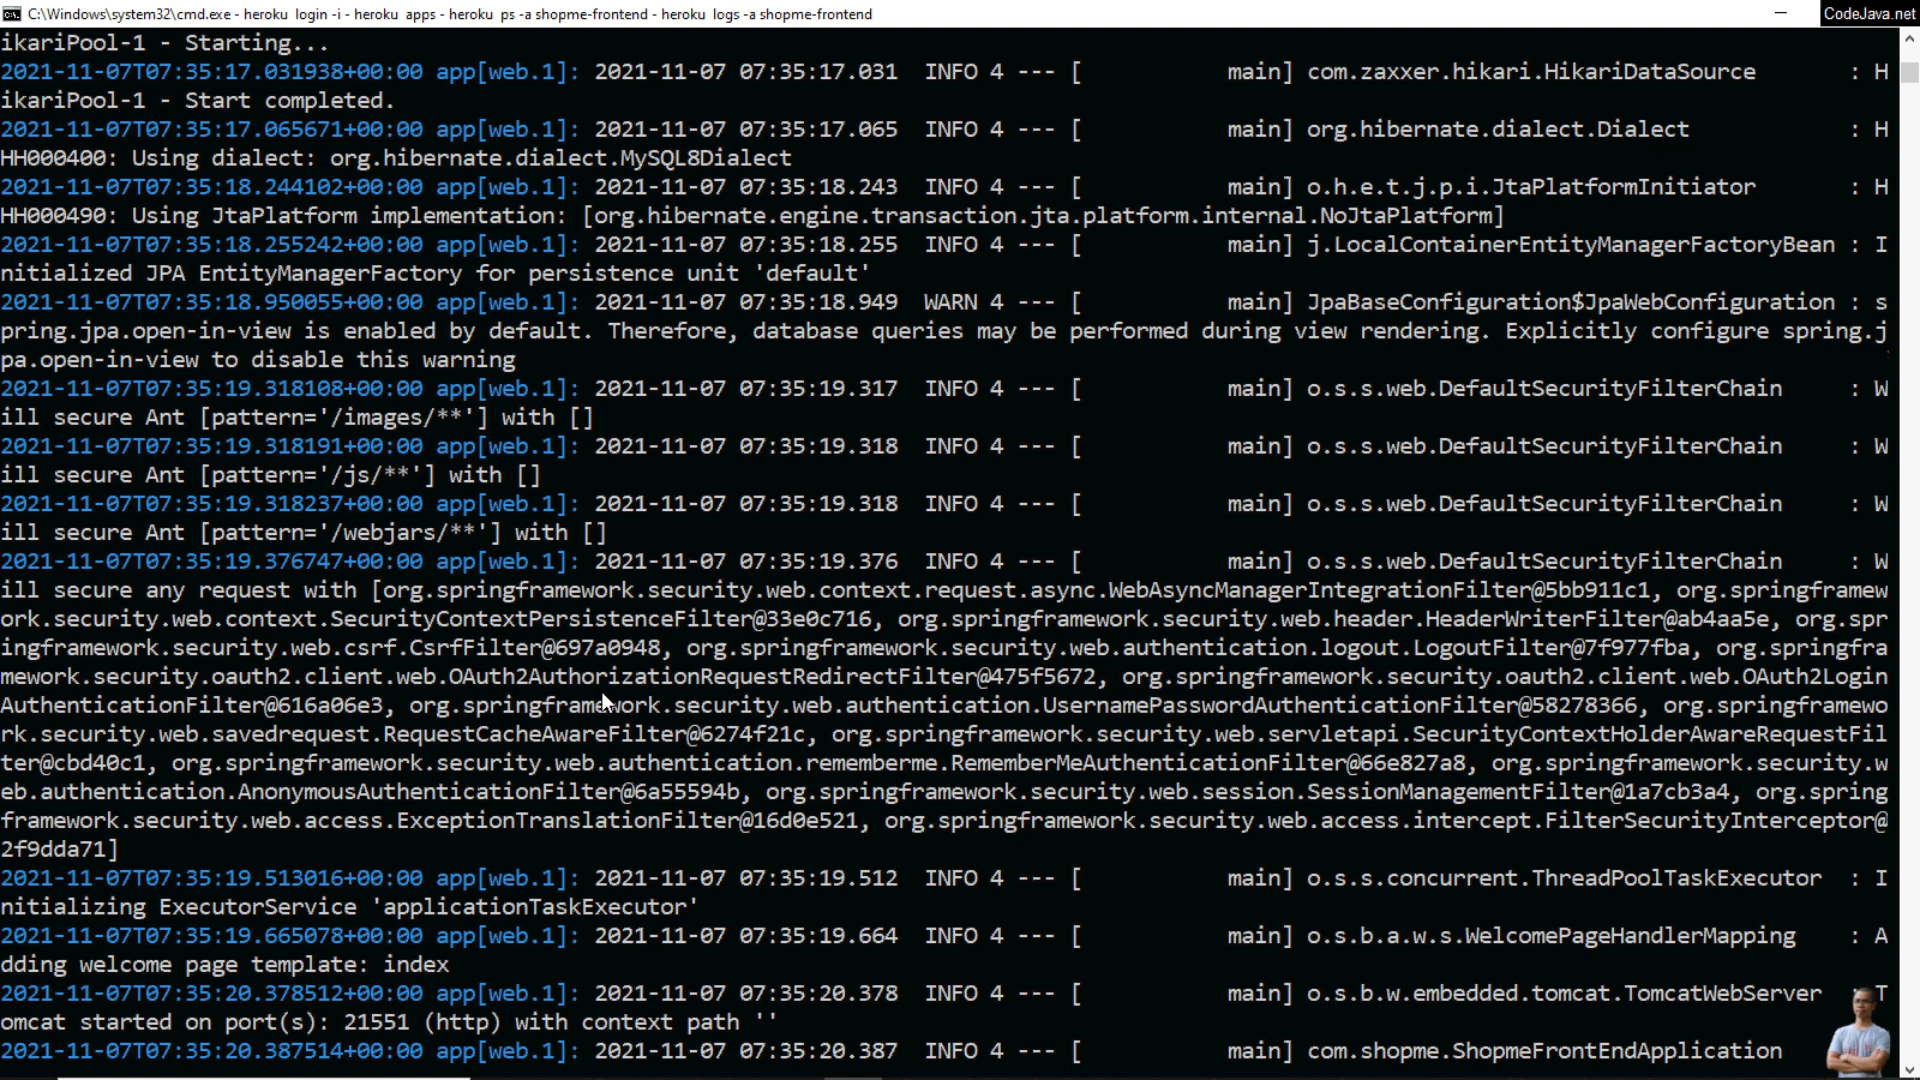 C:\Windows\system32\cmd.exe - heroku login -i - heroku apps - heroku ps -a shopme-frontend - heroku logs -a shopme-frontend
CodeJava.net
ikariPool-1 - Starting...
2021-11-07T07:35:17.031938+00:00 app[web.1]: 2021-11-07 07:35:17.031  INFO 4 --- [           main] com.zaxxer.hikari.HikariDataSource       : H
ikariPool-1 - Start completed.
2021-11-07T07:35:17.065671+00:00 app[web.1]: 2021-11-07 07:35:17.065  INFO 4 --- [           main] org.hibernate.dialect.Dialect            : H
HH000400: Using dialect: org.hibernate.dialect.MySQL8Dialect
2021-11-07T07:35:18.244102+00:00 app[web.1]: 2021-11-07 07:35:18.243  INFO 4 --- [           main] o.h.e.t.j.p.i.JtaPlatformInitiator       : H
HH000490: Using JtaPlatform implementation: [org.hibernate.engine.transaction.jta.platform.internal.NoJtaPlatform]
2021-11-07T07:35:18.255242+00:00 app[web.1]: 2021-11-07 07:35:18.255  INFO 4 --- [           main] j.LocalContainerEntityManagerFactoryBean : I
nitialized JPA EntityManagerFactory for persistence unit 'default'
2021-11-07T07:35:18.950055+00:00 app[web.1]: 2021-11-07 07:35:18.949  WARN 4 --- [           main] JpaBaseConfiguration$JpaWebConfiguration : s
pring.jpa.open-in-view is enabled by default. Therefore, database queries may be performed during view rendering. Explicitly configure spring.j
pa.open-in-view to disable this warning
2021-11-07T07:35:19.318108+00:00 app[web.1]: 2021-11-07 07:35:19.317  INFO 4 --- [           main] o.s.s.web.DefaultSecurityFilterChain     : W
ill secure Ant [pattern='/images/**'] with []
2021-11-07T07:35:19.318191+00:00 app[web.1]: 2021-11-07 07:35:19.318  INFO 4 --- [           main] o.s.s.web.DefaultSecurityFilterChain     : W
ill secure Ant [pattern='/js/**'] with []
2021-11-07T07:35:19.318237+00:00 app[web.1]: 2021-11-07 07:35:19.318  INFO 4 --- [           main] o.s.s.web.DefaultSecurityFilterChain     : W
ill secure Ant [pattern='/webjars/**'] with []
2021-11-07T07:35:19.376747+00:00 app[web.1]: 2021-11-07 07:35:19.376  INFO 4 --- [           main] o.s.s.web.DefaultSecurityFilterChain     : W
ill secure any request with [org.springframework.security.web.context.request.async.WebAsyncManagerIntegrationFilter@5bb911c1, org.springframew
ork.security.web.context.SecurityContextPersistenceFilter@33e0c716, org.springframework.security.web.header.HeaderWriterFilter@ab4aa5e, org.spr
ingframework.security.web.csrf.CsrfFilter@697a0948, org.springframework.security.web.authentication.logout.LogoutFilter@7f977fba, org.springfra
mework.security.oauth2.client.web.OAuth2AuthorizationRequestRedirectFilter@475f5672, org.springframework.security.oauth2.client.web.OAuth2Login
AuthenticationFilter@616a06e3, org.springframework.security.web.authentication.UsernamePasswordAuthenticationFilter@58278366, org.springframewo
rk.security.web.savedrequest.RequestCacheAwareFilter@6274f21c, org.springframework.security.web.servletapi.SecurityContextHolderAwareRequestFil
ter@cbd40c1, org.springframework.security.web.authentication.rememberme.RememberMeAuthenticationFilter@66e827a8, org.springframework.security.w
eb.authentication.AnonymousAuthenticationFilter@6a55594b, org.springframework.security.web.session.SessionManagementFilter@1a7cb3a4, org.spring
framework.security.web.access.ExceptionTranslationFilter@16d0e521, org.springframework.security.web.access.intercept.FilterSecurityInterceptor@
2f9dda71]
2021-11-07T07:35:19.513016+00:00 app[web.1]: 2021-11-07 07:35:19.512  INFO 4 --- [           main] o.s.s.concurrent.ThreadPoolTaskExecutor  : I
nitializing ExecutorService 'applicationTaskExecutor'
2021-11-07T07:35:19.665078+00:00 app[web.1]: 2021-11-07 07:35:19.664  INFO 4 --- [           main] o.s.b.a.w.s.WelcomePageHandlerMapping    : A
dding welcome page template: index
2021-11-07T07:35:20.378512+00:00 app[web.1]: 2021-11-07 07:35:20.378  INFO 4 --- [           main] o.s.b.w.embedded.tomcat.TomcatWebServer  : T
omcat started on port(s): 21551 (http) with context path ''
2021-11-07T07:35:20.387514+00:00 app[web.1]: 2021-11-07 07:35:20.387  INFO 4 --- [           main] com.shopme.ShopmeFrontEndApplication